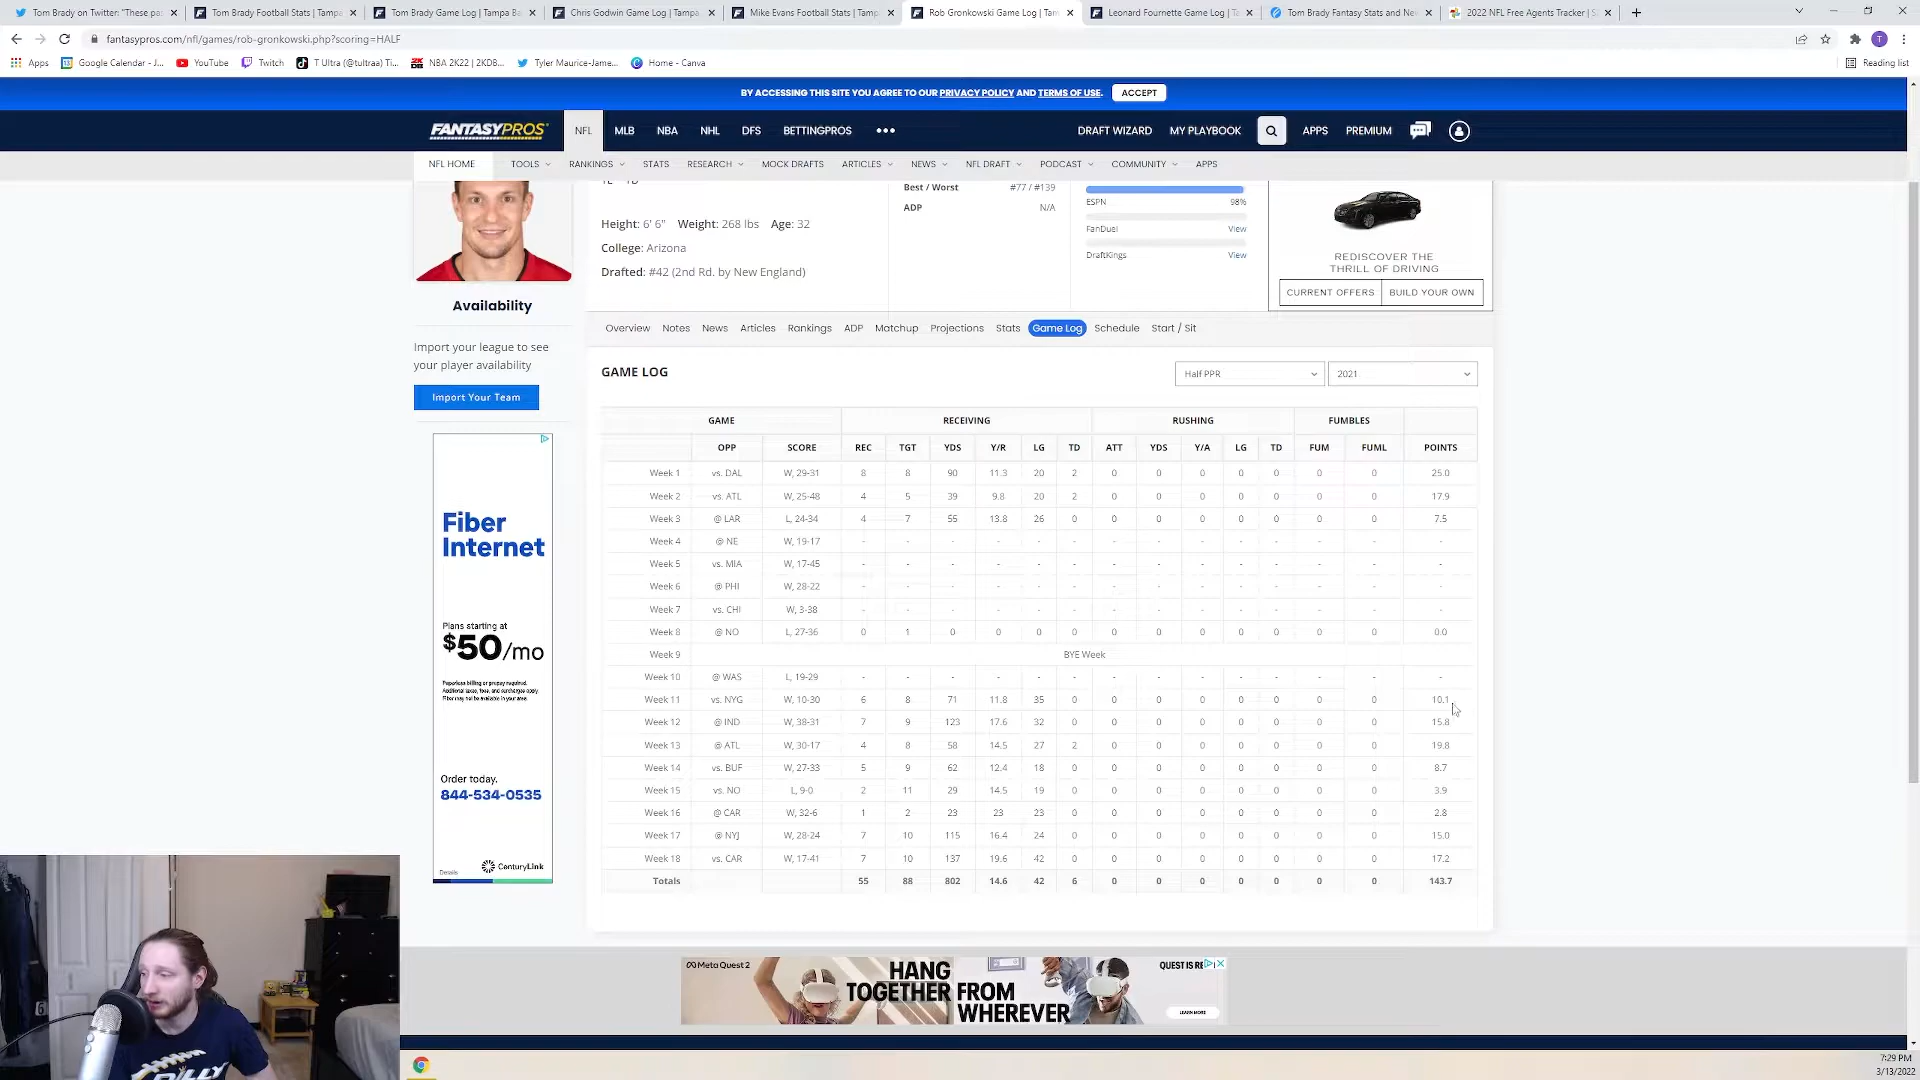 Tom Brady on Twitter: "These pa
Tom Brady Football Stats | Tampa
Tom Brady Game Log | Tampa Ba
Chris Godwin Game Log | Tampa
Mike Evans Football Stats | Tampa
Rob Gronkowski Game Log | Tam
Leonard Fournette Game Log | Ta
Tom Brady Fantasy Stats and Ne
2022 NFL Free Agents Tracker | S
fantasypros.com/nfl/games/rob-gronkowski.php?scoring=HALF
T
Apps Google Calendar - J... YouTube Twitch T Ultra (@tultraa) Ti... NBA 2K22 | 2KDB... Tyler Maurice-Jame... Home - Canva Reading list
BY ACCESSING THIS SITE YOU AGREE TO OUR PRIVACY POLICY AND TERMS OF USE. ACCEPT
FANTASYPROS NFL MLB NBA NHL DFS BETTINGPROS ••• DRAFT WIZARD MY PLAYBOOK APPS PREMIUM
NFL HOME TOOLS RANKINGS STATS RESEARCH MOCK DRAFTS ARTICLES NEWS NFL DRAFT PODCAST COMMUNITY APPS
Best / Worst #77 / #139
ADP N/A
ESPN 98%
FanDuel View
DraftKings View
Height: 6' 6" Weight: 268 lbs Age: 32
College: Arizona
Drafted: #42 (2nd Rd. by New England)
REDISCOVER THE
THRILL OF DRIVING
CURRENT OFFERS BUILD YOUR OWN
Availability
Import your league to see
your player availability
Import Your Team
Overview Notes News Articles Rankings ADP Matchup Projections Stats Game Log Schedule Start / Sit
GAME LOG Half PPR 2021
GAME RECEIVING RUSHING FUMBLES
OPP SCORE REC TGT YDS Y/R LG TD ATT YDS Y/A LG TD FUM FUML POINTS
Week 1 vs. DAL W, 29-31 8 8 90 11.3 20 2 0 0 0 0 0 0 0 25.0
Week 2 vs. ATL W, 25-48 4 5 39 9.8 20 2 0 0 0 0 0 0 0 17.9
Week 3 @ LAR L, 24-34 4 7 55 13.8 26 0 0 0 0 0 0 0 0 7.5
Week 4 @ NE W, 19-17 - - - - - - - - - - - - - -
Week 5 vs. MIA W, 17-45 - - - - - - - - - - - - - -
Week 6 @ PHI W, 28-22 - - - - - - - - - - - - - -
Week 7 vs. CHI W, 3-38 - - - - - - - - - - - - - -
Week 8 @ NO L, 27-36 0 1 0 0 0 0 0 0 0 0 0 0 0 0.0
Week 9 BYE Week
Week 10 @ WAS L, 19-29 - - - - - - - - - - - - - -
Week 11 vs. NYG W, 10-30 6 8 71 11.8 35 0 0 0 0 0 0 0 0 10.1
Week 12 @ IND W, 38-31 7 9 123 17.6 32 0 0 0 0 0 0 0 0 15.8
Week 13 @ ATL W, 30-17 4 8 58 14.5 27 2 0 0 0 0 0 0 0 19.8
Week 14 vs. BUF W, 27-33 5 9 62 12.4 18 0 0 0 0 0 0 0 0 8.7
Week 15 vs. NO L, 9-0 2 11 29 14.5 19 0 0 0 0 0 0 0 0 3.9
Week 16 @ CAR W, 32-6 1 2 23 23 23 0 0 0 0 0 0 0 0 2.8
Week 17 @ NYJ W, 28-24 7 10 115 16.4 24 0 0 0 0 0 0 0 0 15.0
Week 18 vs. CAR W, 17-41 7 10 137 19.6 42 0 0 0 0 0 0 0 0 17.2
Totals 55 88 802 14.6 42 6 0 0 0 0 0 0 0 143.7
Fiber
Internet
Plans starting at
$50/mo
Order today.
844-534-0535
Details
CenturyLink
Meta Quest 2
HANG
TOGETHER
FROM
WHEREVER
QUEST IS RE
LEARN MORE
7:29 PM
3/13/2022